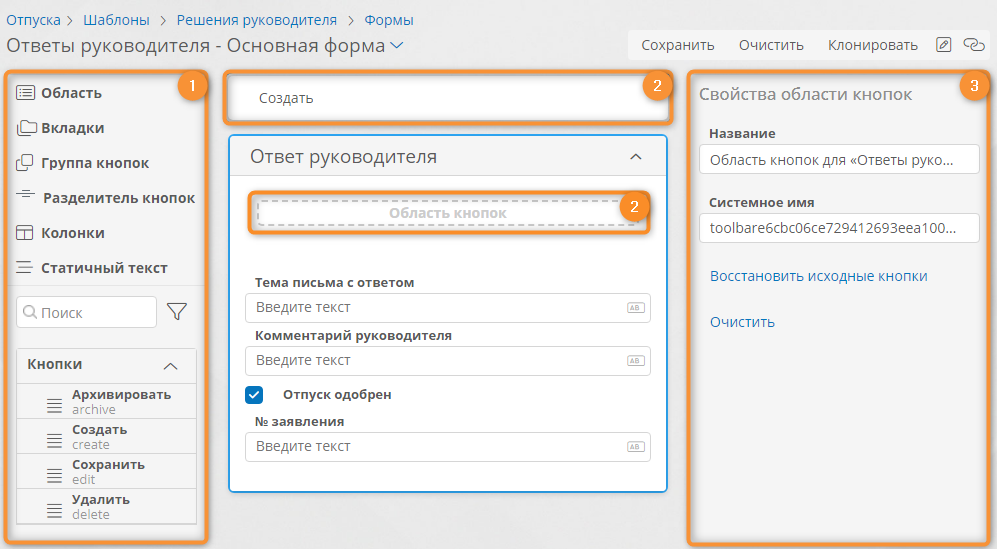 Отпуска > Шаблоны > Решения руководителя > Формы
Ответы руководителя - Основная форма
Сохранить Очистить Клонировать
1
Область
Вкладки
Группа кнопок
Разделитель кнопок
Колонки
Статичный текст
Поиск
Кнопки
Архивировать
archive
Создать
create
Сохранить
edit
Удалить
delete
2
Создать
Ответ руководителя
2
Область кнопок
Тема письма с ответом
Введите текст AB
Комментарий руководителя
Введите текст AB
Отпуск одобрен
№ заявления
Введите текст AB
3
Свойства области кнопок
Название
Область кнопок для «Ответы руко...
Системное имя
toolbare6cbc06ce729412693eea100...
Восстановить исходные кнопки
Очистить